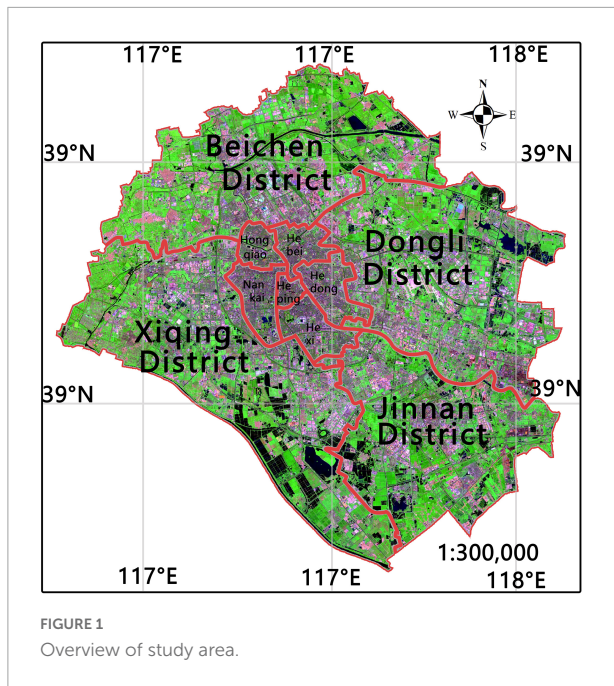 117°E 117°E 118°E
N
W E
S
39°N 39°N
Beichen
District
Hong
qiao
He
bei
Dongli
District
Nan
kai
He
ping
He
dong
He
xi
Xiqing
District
39°N 39°N
Jinnan
District
1:300,000
117°E 117°E 118°E
FIGURE 1
Overview of study area.